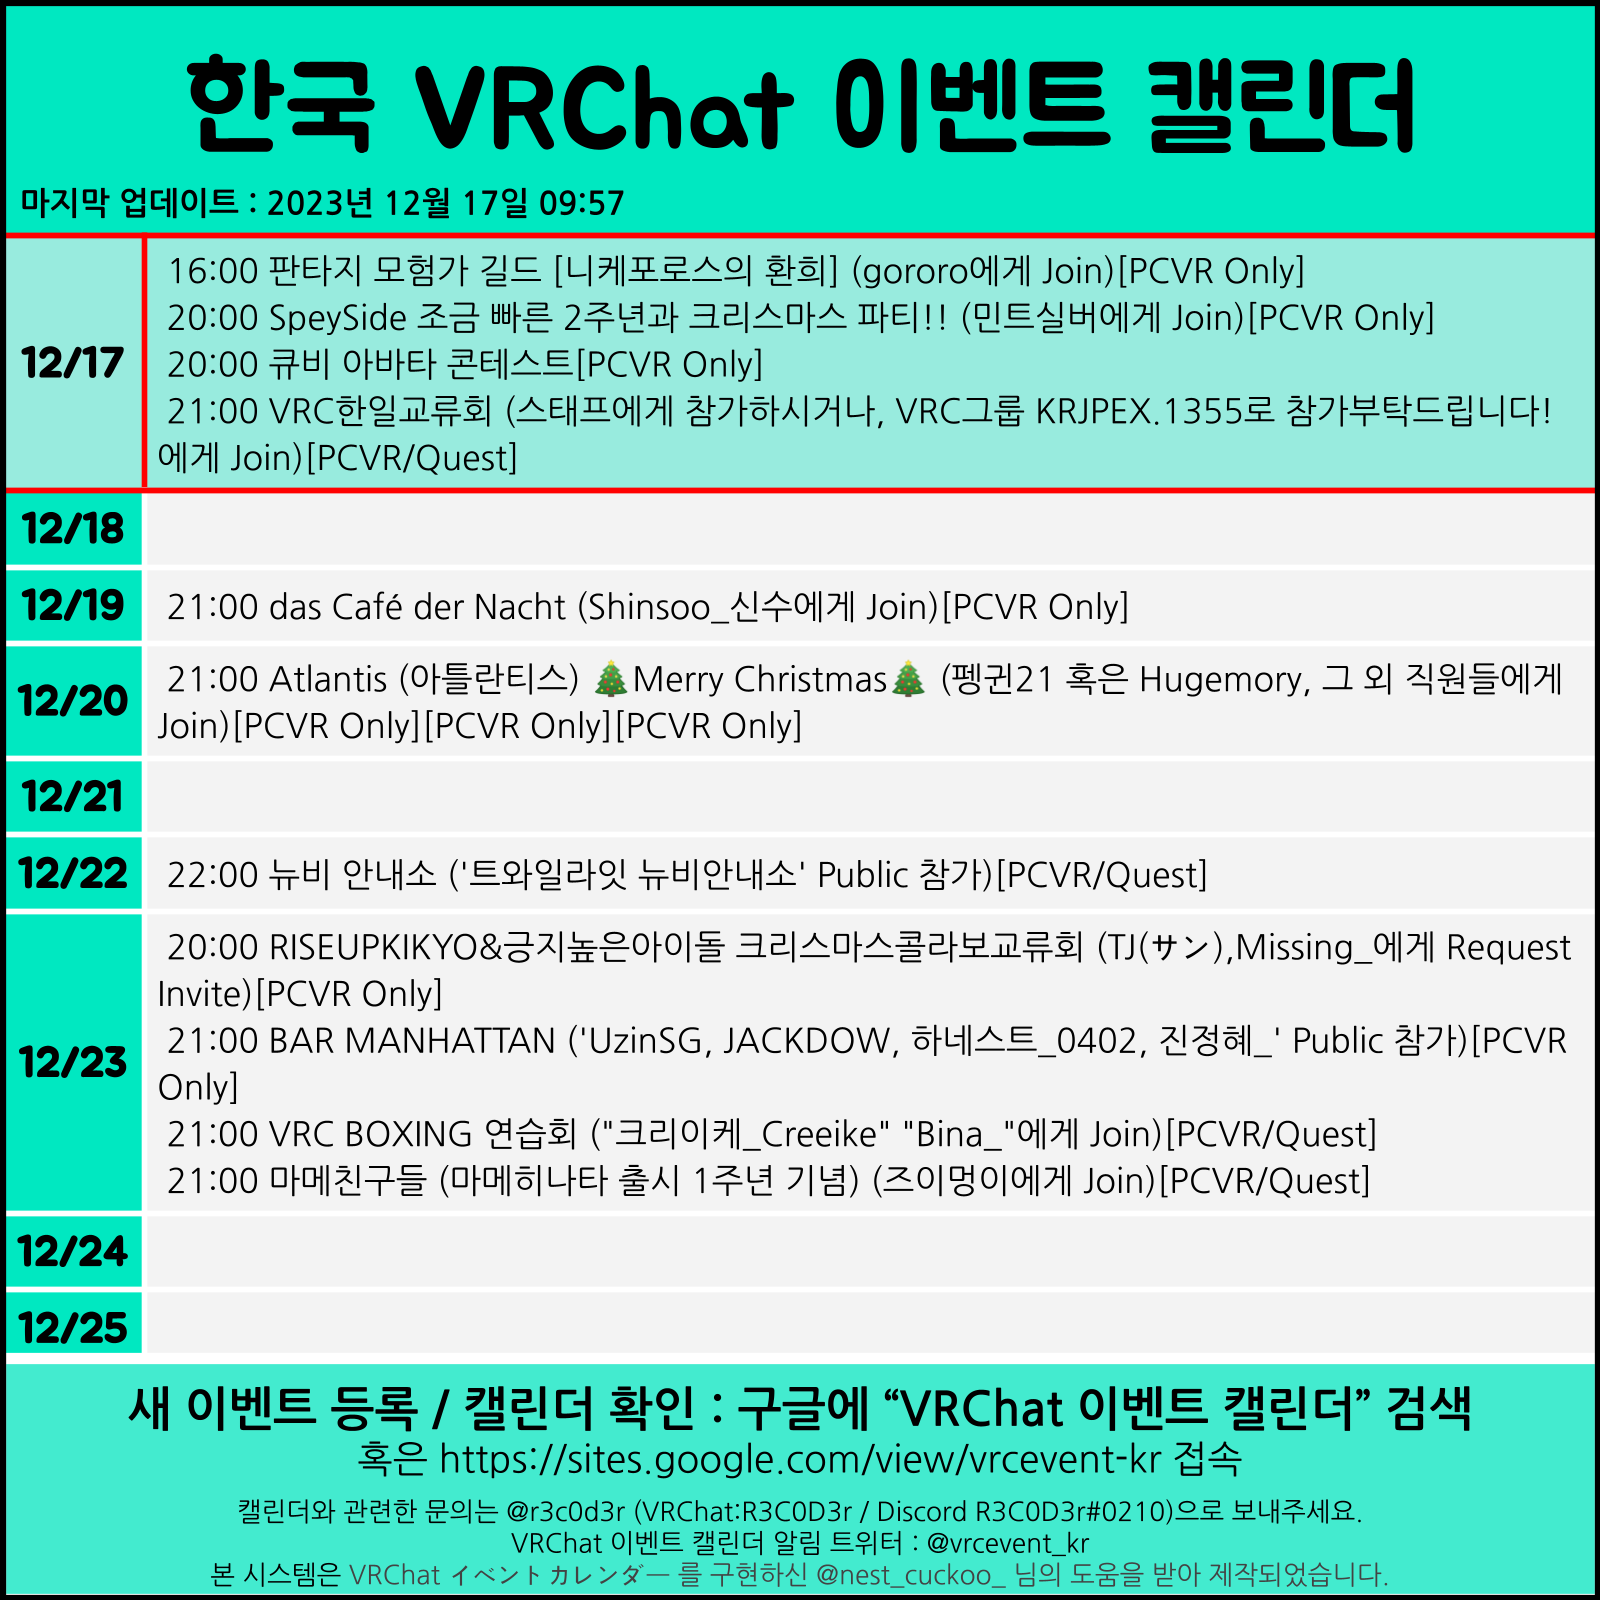 한국 VRChat 이벤트 캘린더
마지막 업데이트 : 2023년 12월 17일 09:57
12/17
16:00 판타지 모험가 길드 [니케포로스의 환희] (gororo에게 Join)[PCVR Only]
20:00 SpeySide 조금 빠른 2주년과 크리스마스 파티!! (민트실버에게 Join)[PCVR Only]
20:00 큐비 아바타 콘테스트[PCVR Only]
21:00 VRC한일교류회 (스태프에게 참가하시거나, VRC그룹 KRJPEX.1355로 참가부탁드립니다!
에게 Join)[PCVR/Quest]
12/18
12/19
21:00 das Café der Nacht (Shinsoo_신수에게 Join)[PCVR Only]
12/20
21:00 Atlantis (아틀란티스) 🎄Merry Christmas🎄 (펭귄21 혹은 Hugemory, 그 외 직원들에게
Join)[PCVR Only][PCVR Only][PCVR Only]
12/21
12/22
22:00 뉴비 안내소 ('트와일라잇 뉴비안내소' Public 참가)[PCVR/Quest]
12/23
20:00 RISEUPKIKYO&긍지높은아이돌 크리스마스콜라보교류회 (TJ(サン),Missing_에게 Request
Invite)[PCVR Only]
21:00 BAR MANHATTAN ('UzinSG, JACKDOW, 하네스트_0402, 진정혜_' Public 참가)[PCVR
Only]
21:00 VRC BOXING 연습회 ("크리이케_Creeike" "Bina_"에게 Join)[PCVR/Quest]
21:00 마메친구들 (마메히나타 출시 1주년 기념) (즈이멍이에게 Join)[PCVR/Quest]
12/24
12/25
새 이벤트 등록 / 캘린더 확인 : 구글에 “VRChat 이벤트 캘린더” 검색
혹은 https://sites.google.com/view/vrcevent-kr 접속
캘린더와 관련한 문의는 @r3c0d3r (VRChat:R3C0D3r / Discord R3C0D3r#0210)으로 보내주세요.
VRChat 이벤트 캘린더 알림 트위터 : @vrcevent_kr
본 시스템은 VRChat イベントカレンダー 를 구현하신 @nest_cuckoo_ 님의 도움을 받아 제작되었습니다.